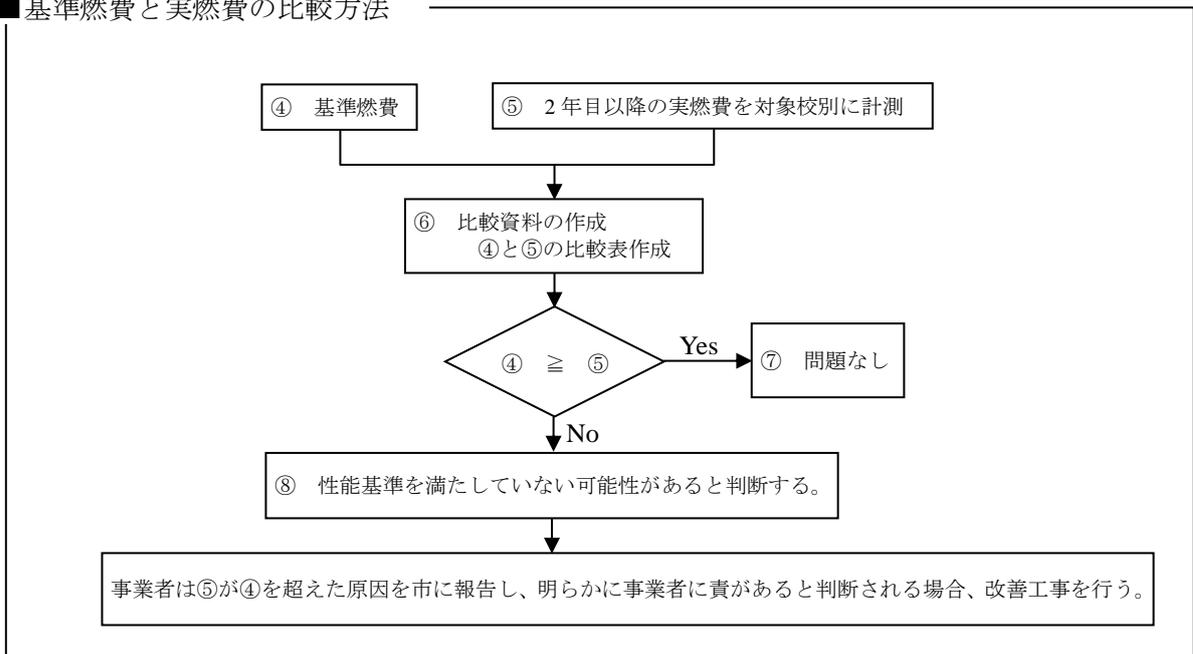 ■基準燃費と実燃費の比較方法
④ 基準燃費
⑤ 2年目以降の実燃費を対象校別に計測
⑥ 比較資料の作成
④と⑤の比較表作成
④ ≧ ⑤
Yes
⑦ 問題なし
No
⑧ 性能基準を満たしていない可能性があると判断する。
事業者は⑤が④を超えた原因を市に報告し、明らかに事業者に責があると判断される場合、改善工事を行う。